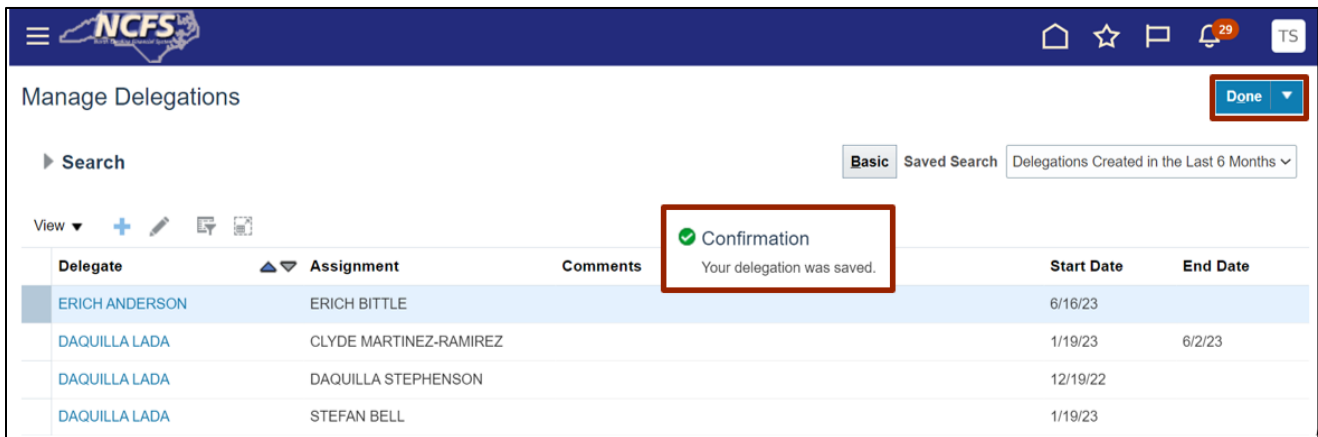 NCFS
29
TS
Manage Delegations
Done
Search
Basic Saved Search Delegations Created in the Last 6 Months
View
Confirmation
Your delegation was saved.
Delegate Assignment Comments Start Date End Date
ERICH ANDERSON ERICH BITTLE 6/16/23
DAQUILLA LADA CLYDE MARTINEZ-RAMIREZ 1/19/23 6/2/23
DAQUILLA LADA DAQUILLA STEPHENSON 12/19/22
DAQUILLA LADA STEFAN BELL 1/19/23